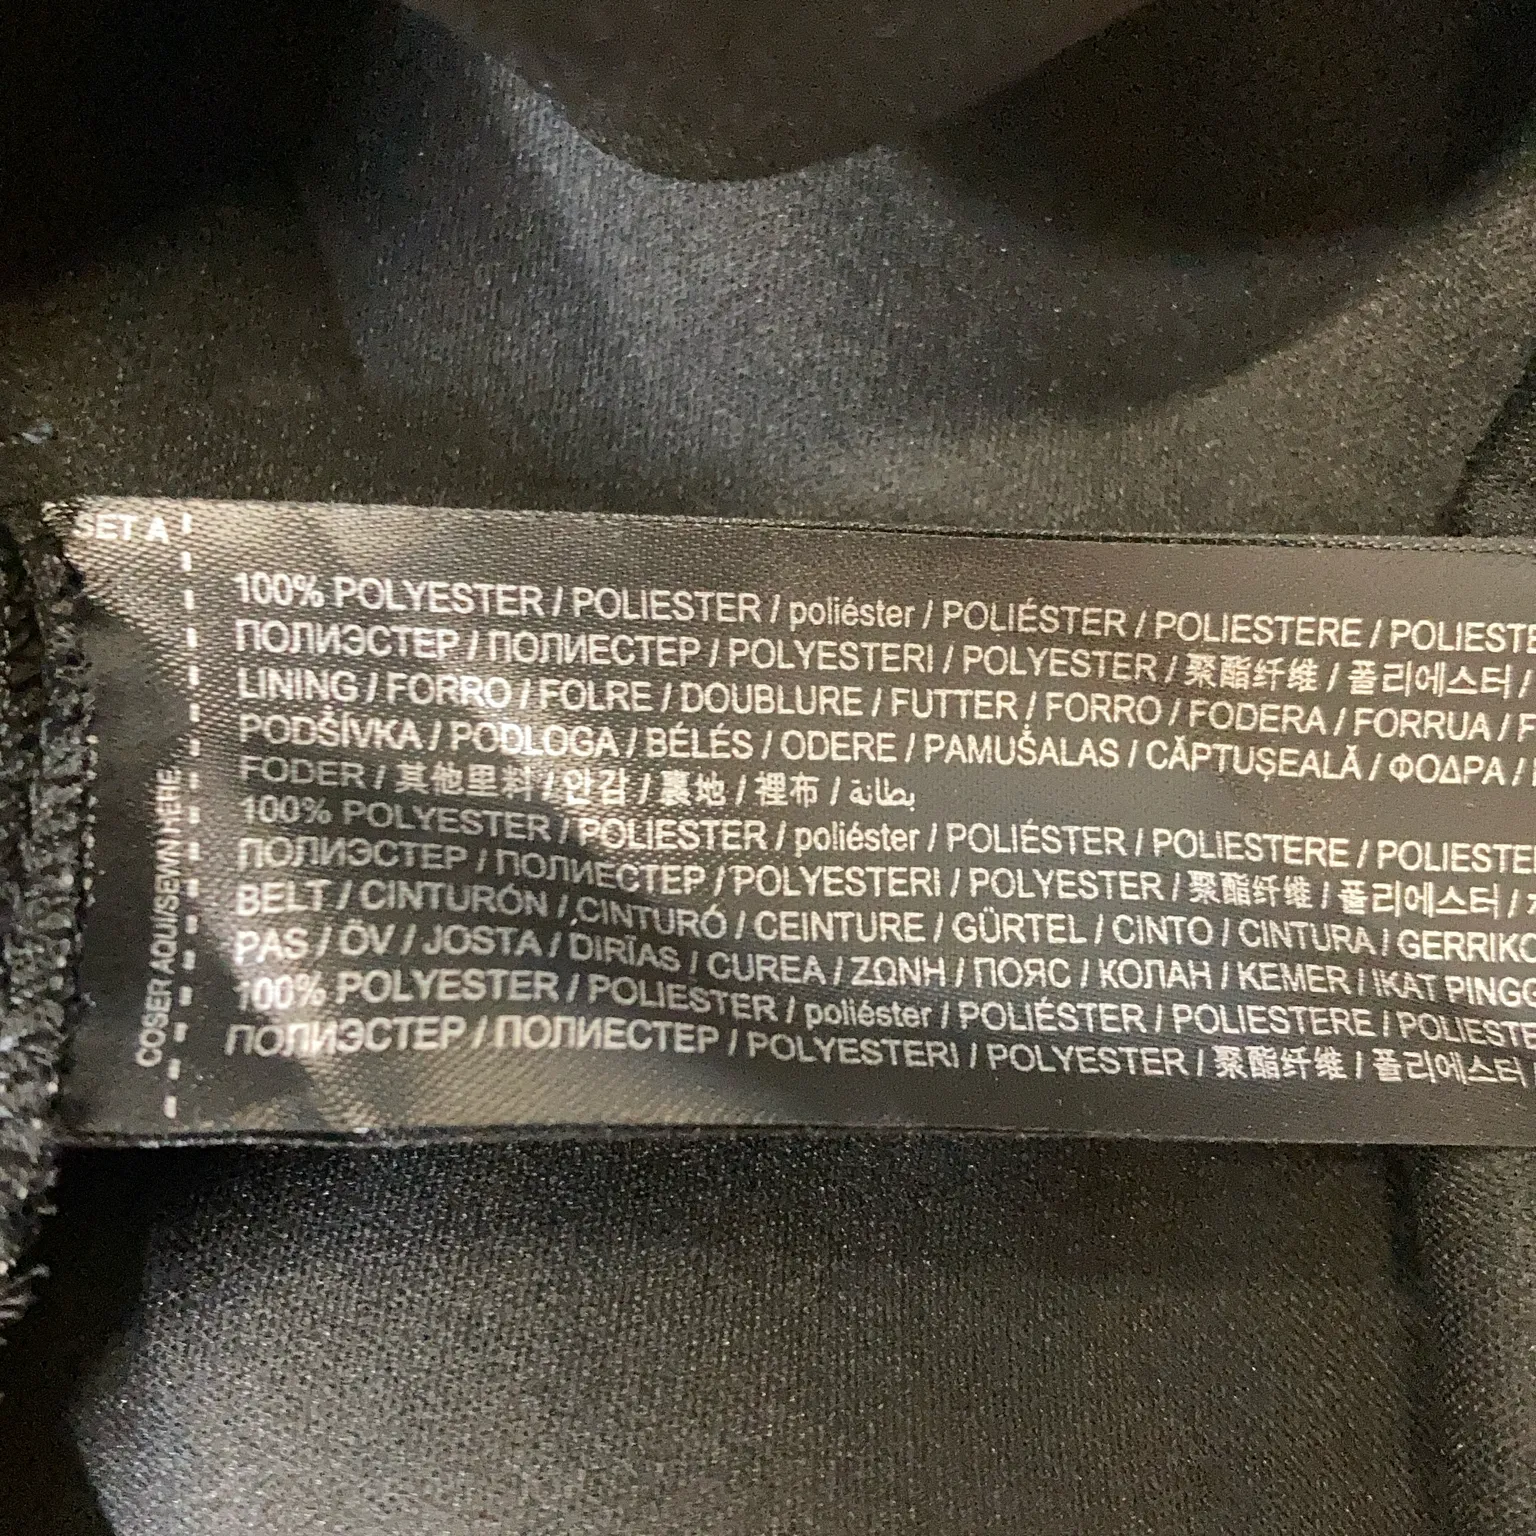 SET A
100% POLYESTER / POLIESTER / poliéster / POLIÉSTER / POLIESTERE / POLIESTE
ПОЛИЭСТЕР / ПОЛИЕСТЕР / POLYESTERI / POLYESTER / 聚酯纤维 / 폴리에스터 /
LINING / FORRO / FOLRE / DOUBLURE / FUTTER / FORRO / FODERA / FORRUA / F
PODŠÍVKA / PODLOGA / BÉLÉS / ODERE / PAMUŠALAS / CĂPTUŞEALĂ / ΦΟΔΡΑ /
FODER / 其他里料 / 안감 / 裏地 / 裡布 / بطانة
100% POLYESTER / POLIESTER / poliéster / POLIÉSTER / POLIESTERE / POLIESTE
ПОЛИЭСТЕР / ПОЛИЕСТЕР / POLYESTERI / POLYESTER / 聚酯纤维 / 폴리에스터 /
BELT / CINTURÓN / CINTURÓ / CEINTURE / GÜRTEL / CINTO / CINTURA / GERRIKO
PAS / ÖV / JOSTA / DIRŽAS / CUREA / ΖΩΝΗ / ПОЯС / КОЛАН / KEMER / IKAT PINGG
100% POLYESTER / POLIESTER / poliéster / POLIÉSTER / POLIESTERE / POLIESTE
ПОЛИЭСТЕР / ПОЛИЕСТЕР / POLYESTERI / POLYESTER / 聚酯纤维 / 폴리에스터
COSER AQUI/SEWN HERE